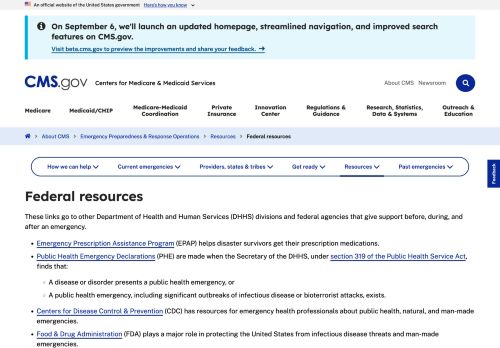 An official website of the United States government Here's how you know
On September 6, we'll launch an updated homepage, streamlined navigation, and improved search
features on CMS.gov.
Visit beta.cms.gov to preview the improvements and share your feedback.
CMS.gov Centers for Medicare & Medicaid Services
About CMS Newsroom
Medicare Medicaid/CHIP Medicare-Medicaid Coordination Private Insurance Innovation Center Regulations & Guidance Research, Statistics, Data & Systems Outreach & Education
About CMS > Emergency Preparedness & Response Operations > Resources > Federal resources
Feedback
How we can help Current emergencies Providers, states & tribes Get ready Resources Past emergencies
Federal resources
These links go to other Department of Health and Human Services (DHHS) divisions and federal agencies that give support before, during, and
after an emergency.
Emergency Prescription Assistance Program (EPAP) helps disaster survivors get their prescription medications.
Public Health Emergency Declarations (PHE) are made when the Secretary of the DHHS, under section 319 of the Public Health Service Act,
finds that:
A disease or disorder presents a public health emergency, or
A public health emergency, including significant outbreaks of infectious disease or bioterrorist attacks, exists.
Centers for Disease Control & Prevention (CDC) has resources for emergency health professionals about public health, natural, and man-made
emergencies.
Food & Drug Administration (FDA) plays a major role in protecting the United States from infectious disease threats and man-made
emergencies.